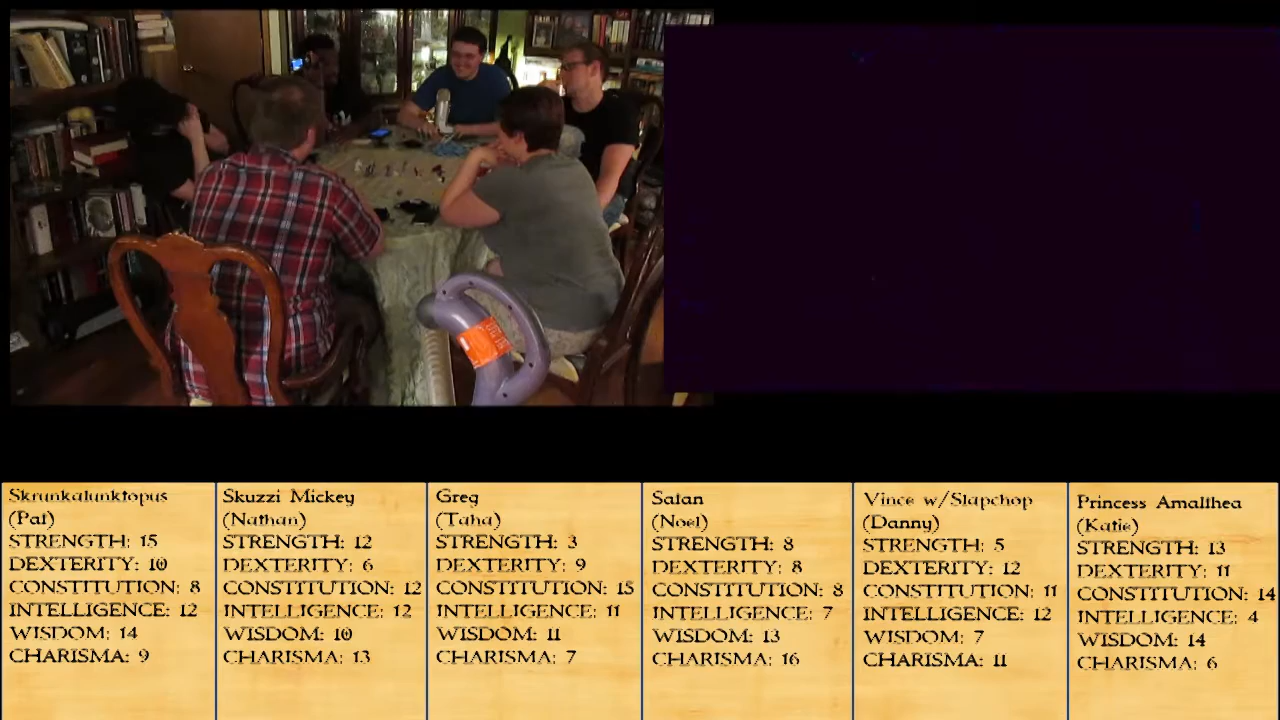 Skrunkalunktopus
(Pat)
STRENGTH: 15
DEXTERITY: 10
CONSTITUTION: 8
INTELLIGENCE: 12
WISDOM: 14
CHARISMA: 9
Skuzzi Mickey
(Nathan)
STRENGTH: 12
DEXTERITY: 6
CONSTITUTION: 12
INTELLIGENCE: 12
WISDOM: 10
CHARISMA: 13
Greg
(Taha)
STRENGTH: 3
DEXTERITY: 9
CONSTITUTION: 15
INTELLIGENCE: 11
WISDOM: 11
CHARISMA: 7
Satan
(Noel)
STRENGTH: 8
DEXTERITY: 8
CONSTITUTION: 8
INTELLIGENCE: 7
WISDOM: 13
CHARISMA: 16
Vince w/Slapchop
(Danny)
STRENGTH: 5
DEXTERITY: 12
CONSTITUTION: 11
INTELLIGENCE: 12
WISDOM: 7
CHARISMA: 11
Princess Amalthea
(Katie)
STRENGTH: 13
DEXTERITY: 11
CONSTITUTION: 14
INTELLIGENCE: 4
WISDOM: 14
CHARISMA: 6